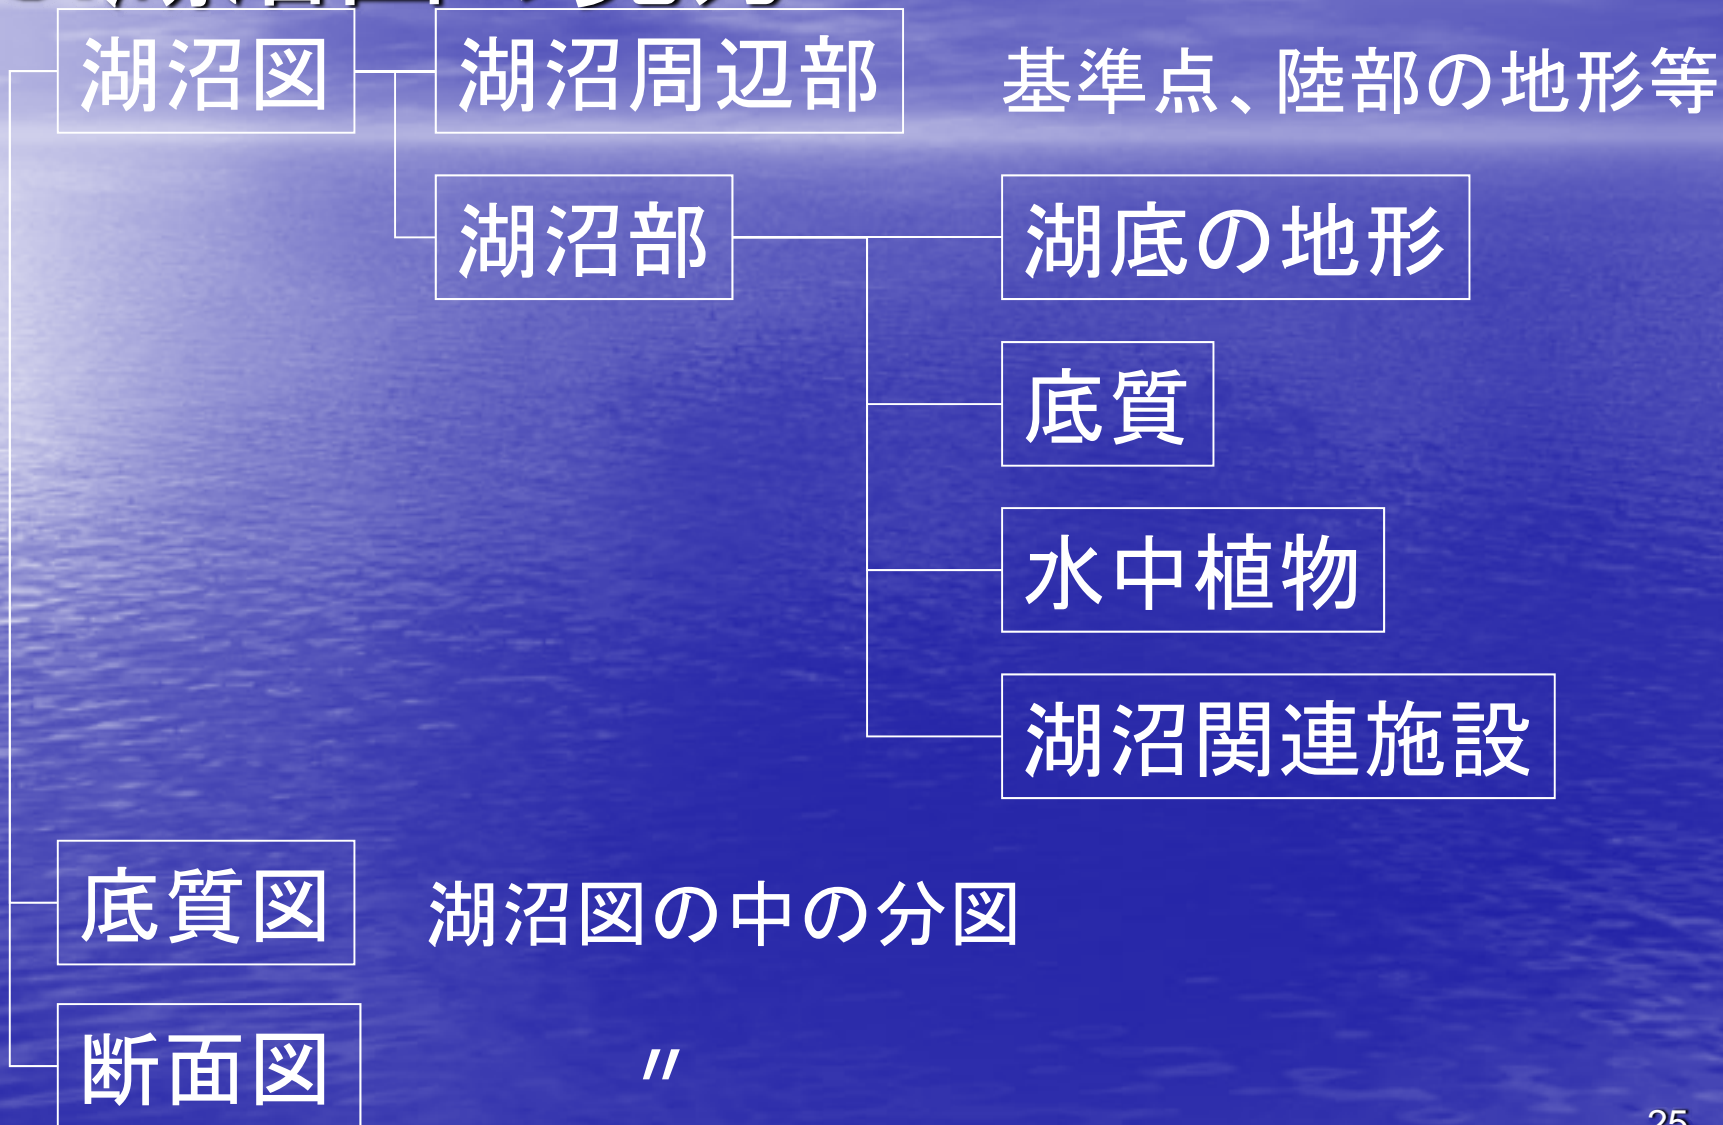 湖沼図 湖沼周辺部 基準点、陸部の地形等
湖沼部 湖底の地形
底質
水中植物
湖沼関連施設
底質図 湖沼図の中の分図
断面図 〃
25